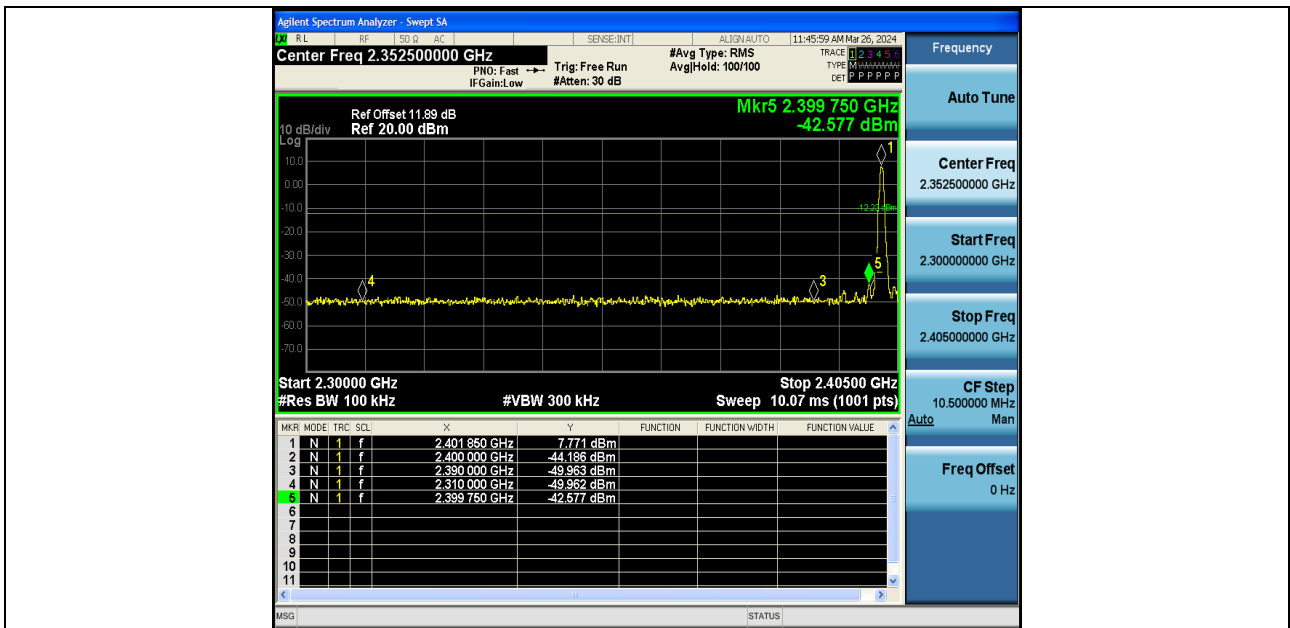 Agilent Spectrum Analyzer - Swept SA
RL RF 50 Ω AC SENSE:INT ALIGN AUTO 11:45:59 AM Mar 26, 2024
Center Freq 2.352500000 GHz
PNO: Fast
IFGain:Low
Trig: Free Run
#Atten: 30 dB
#Avg Type: RMS
Avg|Hold: 100/100
TRACE 1 2 3 4 5 6
TYPE M
DET P P P P P P
Mkr5 2.399 750 GHz
-42.577 dBm
Ref Offset 11.89 dB
10 dB/div Ref 20.00 dBm
Log
10.0
0.00
-10.0
-20.0
-30.0
-40.0
-50.0
-60.0
-70.0
1
5
4
3
Start 2.30000 GHz Stop 2.40500 GHz
#Res BW 100 kHz #VBW 300 kHz Sweep 10.07 ms (1001 pts)
MKR MODE TRC SCL X Y FUNCTION FUNCTION WIDTH FUNCTION VALUE
1 N 1 f 2.401 850 GHz 7.771 dBm
2 N 1 f 2.400 000 GHz -44.186 dBm
3 N 1 f 2.390 000 GHz -49.963 dBm
4 N 1 f 2.310 000 GHz -49.962 dBm
5 N 1 f 2.399 750 GHz -42.577 dBm
6
7
8
9
10
11
MSG STATUS
Frequency
Auto Tune
Center Freq
2.352500000 GHz
Start Freq
2.300000000 GHz
Stop Freq
2.405000000 GHz
CF Step
10.500000 MHz
Auto Man
Freq Offset
0 Hz